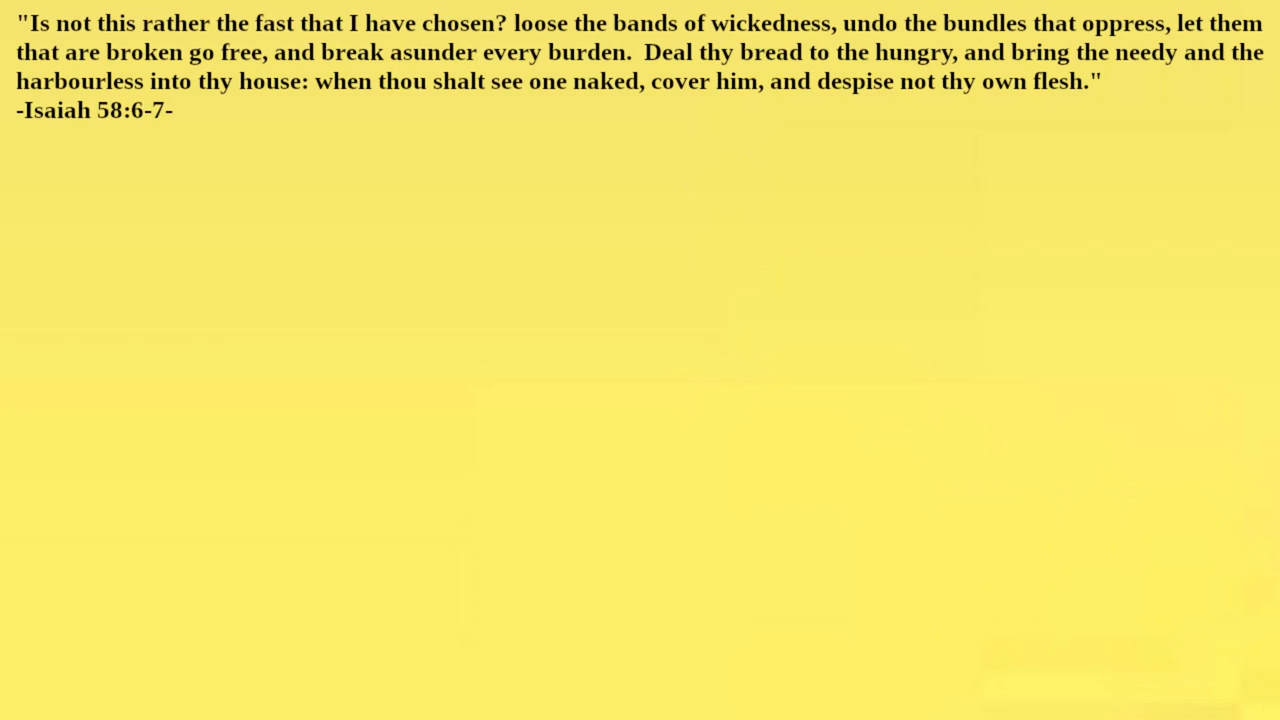 "Is not this rather the fast that I have chosen? loose the bands of wickedness, undo the bundles that oppress, let them
that are broken go free, and break asunder every burden.  Deal thy bread to the hungry, and bring the needy and the
harbourless into thy house: when thou shalt see one naked, cover him, and despise not thy own flesh."
-Isaiah 58:6-7-